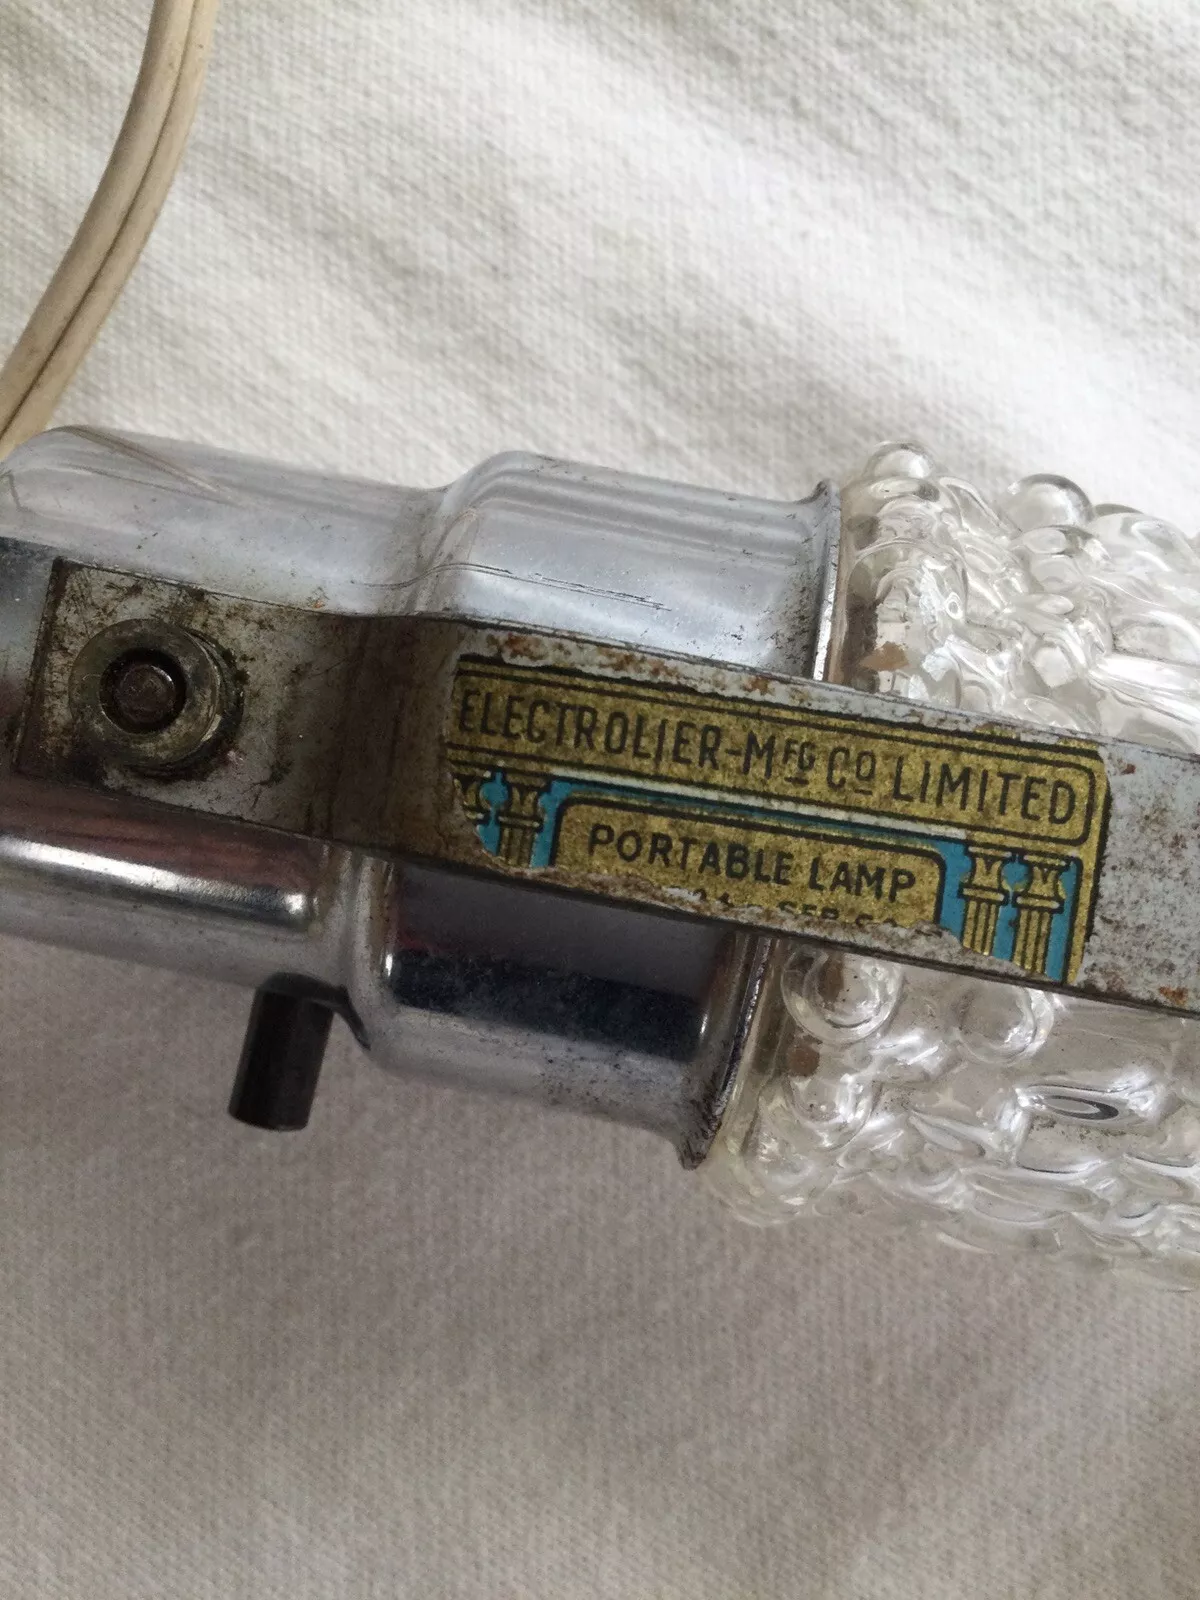 ELECTROLIER-MFG CO LIMITED
PORTABLE LAMP